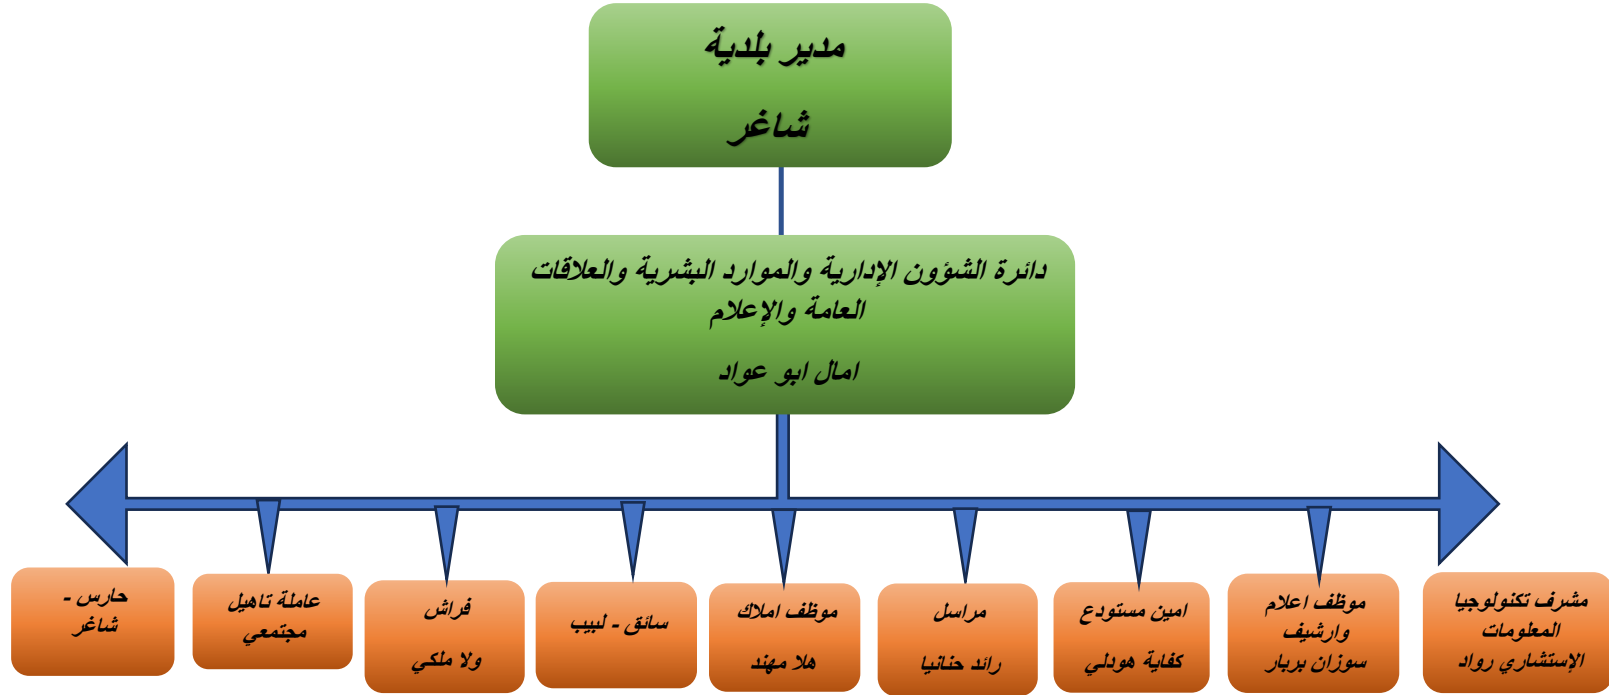 مدير بلدية
شاغر
دائرة الشؤون الإدارية والموارد البشرية والعلاقات
العامة والإعلام
امال ابو عواد
مشرف تكنولوجيا
المعلومات
الإستشاري رواد
موظف اعلام
وارشيف
سوزان بربار
امين مستودع
كفاية هودلي
مراسل
رائد حنانيا
موظف املاك
هلا مهند
سائق - لبيب
فراش
ولا ملكي
عاملة تاهيل
مجتمعي
حارس -
شاغر